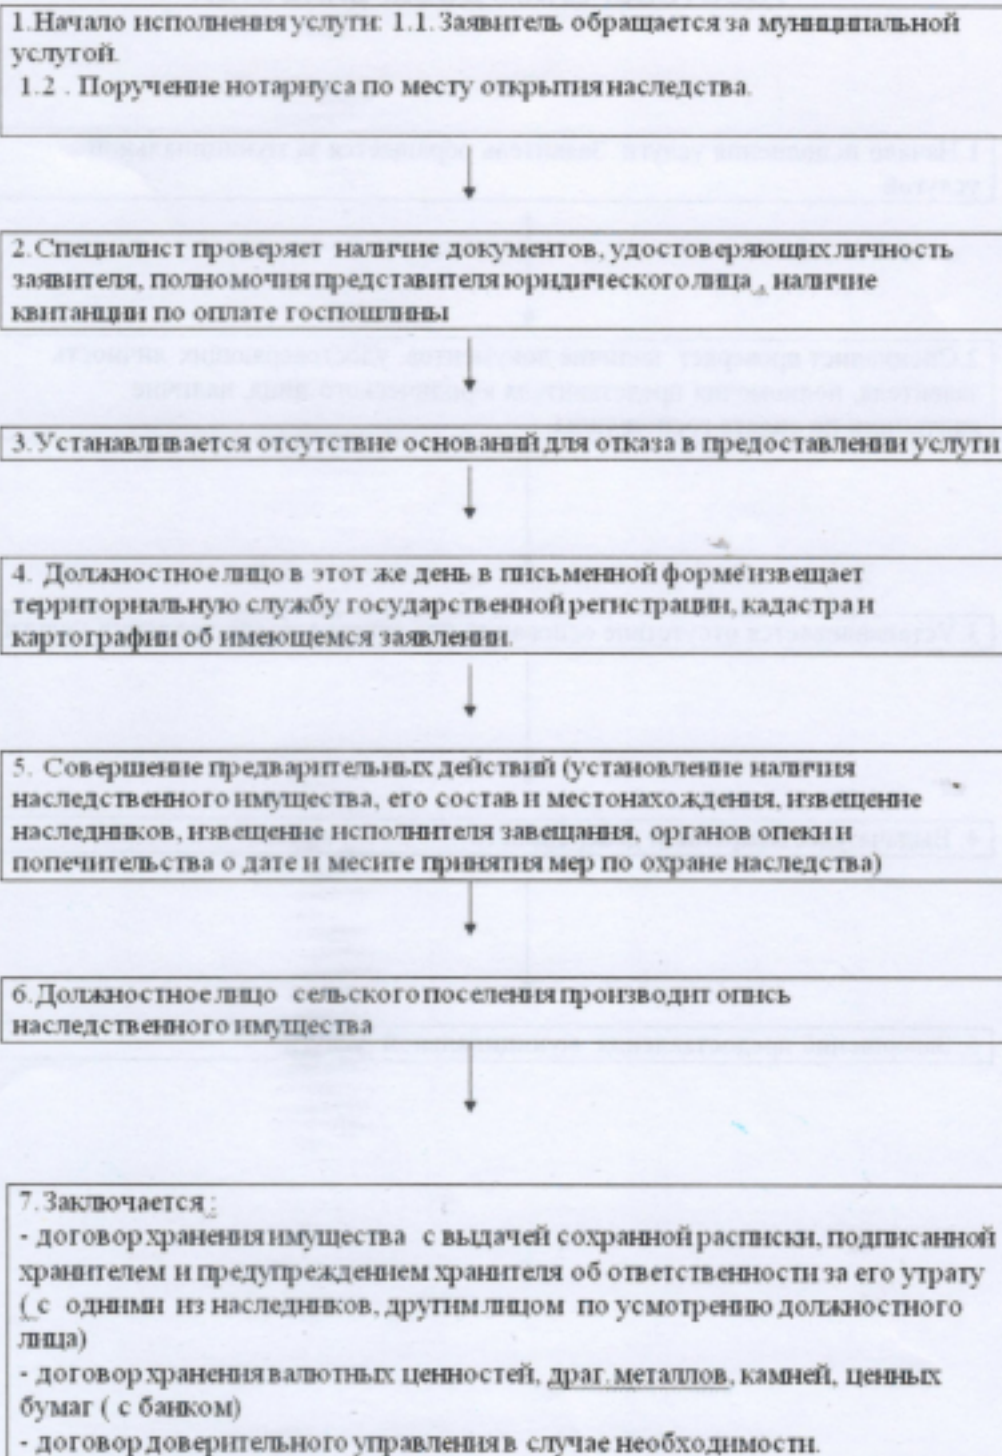 1.Начало исполнения услуги: 1.1. Заявитель обращается за муниципальной
услугой.
1.2 . Поручение нотариуса по месту открытия наследства.
2.Специалист проверяет наличие документов, удостоверяющих личность
заявителя, полномочия представителя юридического лица , наличие
квитанции по оплате госпошлины
3.Устанавливается отсутствие оснований для отказа в предоставлении услуги
4. Должностное лицо в этот же день в письменной форме извещает
территориальную службу государственной регистрации, кадастра и
картографии об имеющемся заявлении.
5. Совершение предварительных действий (установление наличия
наследственного имущества, его состав и местонахождения, извещение
наследников, извещение исполнителя завещания, органов опеки и
попечительства о дате и месите принятия мер по охране наследства)
6.Должностное лицо сельского поселения производит опись
наследственного имущества
7.Заключается :
- договор хранения имущества с выдачей сохранной расписки, подписанной
хранителем и предупреждением хранителя об ответственности за его утрату
( с одними из наследников, другим лицом по усмотрению должностного
лица)
- договор хранения валютных ценностей, драг. металлов, камней, ценных
бумаг ( с банком)
- договор доверительного управления в случае необходимости.